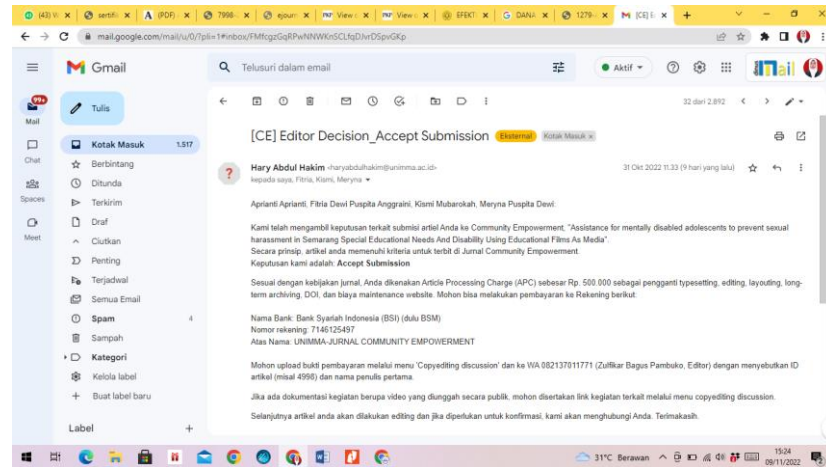 (43) W
sertifik
(PDF)
7998-
ejourn
View o
View o
EFEKT
DANA
1279-
[CE] E
mail.google.com/mail/u/0/?pli=1#inbox/FMfcgzGqRPwNNWKnSCLfqDJvrDSpvGKp
Gmail
Telusuri dalam email
Aktif
99+
Mail
Chat
Spaces
Meet
Tulis
Kotak Masuk 1.517
Berbintang
Ditunda
Terkirim
Draf
Ciutkan
Penting
Terjadwal
Semua Email
Spam 4
Sampah
Kategori
Kelola label
Buat label baru
Label
32 dari 2.892
[CE] Editor Decision_Accept Submission Eksternal Kotak Masuk x
Hary Abdul Hakim <haryabdulhakim@unimma.ac.id> 31 Okt 2022 11.33 (9 hari yang lalu)
kepada saya, Fitria, Kismi, Meryna
Aprianti Aprianti, Fitria Dewi Puspita Anggraini, Kismi Mubarokah, Meryna Puspita Dewi:
Kami telah mengambil keputusan terkait submisi artiel Anda ke Community Empowerment, "Assistance for mentally disabled adolescents to prevent sexual
harassment in Semarang Special Educational Needs And Disability Using Educational Films As Media".
Secara prinsip, artikel anda memenuhi kriteria untuk terbit di Jurnal Community Empowerment.
Keputusan kami adalah: Accept Submission
Sesuai dengan kebijakan jurnal, Anda dikenakan Article Processing Charge (APC) sebesar Rp. 500.000 sebagai pengganti typesetting, editing, layouting, long-
term archiving, DOI, dan biaya maintenance website. Mohon bisa melakukan pembayaran ke Rekening berikut:
Nama Bank: Bank Syariah Indonesia (BSI) (dulu BSM)
Nomor rekening: 7146125497
Atas Nama: UNIMMA-JURNAL COMMUNITY EMPOWERMENT
Mohon upload bukti pembayaran melalui menu 'Copyediting discussion' dan ke WA 082137011771 (Zulfikar Bagus Pambuko, Editor) dengan menyebutkan ID
artikel (misal 4998) dan nama penulis pertama.
Jika ada dokumentasi kegiatan berupa video yang diunggah secara publik, mohon disertakan link kegiatan terkait melalui menu copyediting discussion.
Selanjutnya artikel anda akan dilakukan editing dan jika diperlukan untuk konfirmasi, kami akan menghubungi Anda. Terimakasih.
31°C Berawan
15:24
09/11/2022